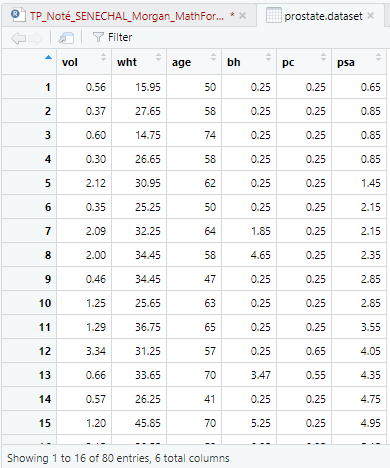 TP_Noté_SENECHAL_Morgan_MathFor... * prostate.dataset
Filter
vol wht age bh pc psa
1 0.56 15.95 50 0.25 0.25 0.65
2 0.37 27.65 58 0.25 0.25 0.85
3 0.60 14.75 74 0.25 0.25 0.85
4 0.30 26.65 58 0.25 0.25 0.85
5 2.12 30.95 62 0.25 0.25 1.45
6 0.35 25.25 50 0.25 0.25 2.15
7 2.09 32.25 64 1.85 0.25 2.15
8 2.00 34.45 58 4.65 0.25 2.35
9 0.46 34.45 47 0.25 0.25 2.85
10 1.25 25.65 63 0.25 0.25 2.85
11 1.29 36.75 65 0.25 0.25 3.55
12 3.34 31.25 57 0.25 0.65 4.05
13 0.66 33.65 70 3.47 0.55 4.35
14 0.57 26.25 41 0.25 0.25 4.75
15 1.20 45.85 70 5.25 0.25 4.95
Showing 1 to 16 of 80 entries, 6 total columns